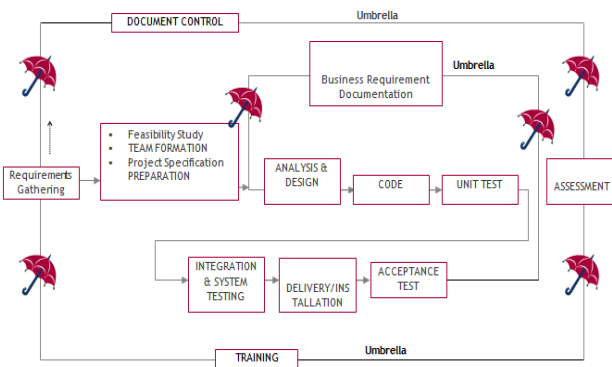 DOCUMENT CONTROL
Umbrella
Business Requirement
Documentation
Umbrella
• Feasibility Study
• TEAM FORMATION
• Project Specification
PREPARATION
Requirements
Gathering
ANALYSIS &
DESIGN
CODE
UNIT TEST
ASSESSMENT
INTEGRATION
& SYSTEM
TESTING
DELIVERY/INS
TALLATION
ACCEPTANCE
TEST
TRAINING
Umbrella